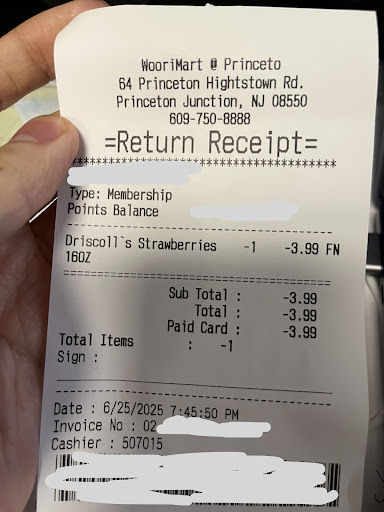 WooriMart @ Princeto
64 Princeton Hightstown Rd.
Princeton Junction, NJ 08550
609-750-8888
=Return Receipt=
************************************
Type: Membership
Points Balance
----------------------------------------
Driscoll`s Strawberries -1 -3.99 FN
16OZ
========================================
Sub Total : -3.99
Total : -3.99
Paid Card : -3.99
Total Items : -1
Sign :
----------------------------------------
Date : 6/25/2025 7:45:50 PM
Invoice No : 02
Cashier : 507015